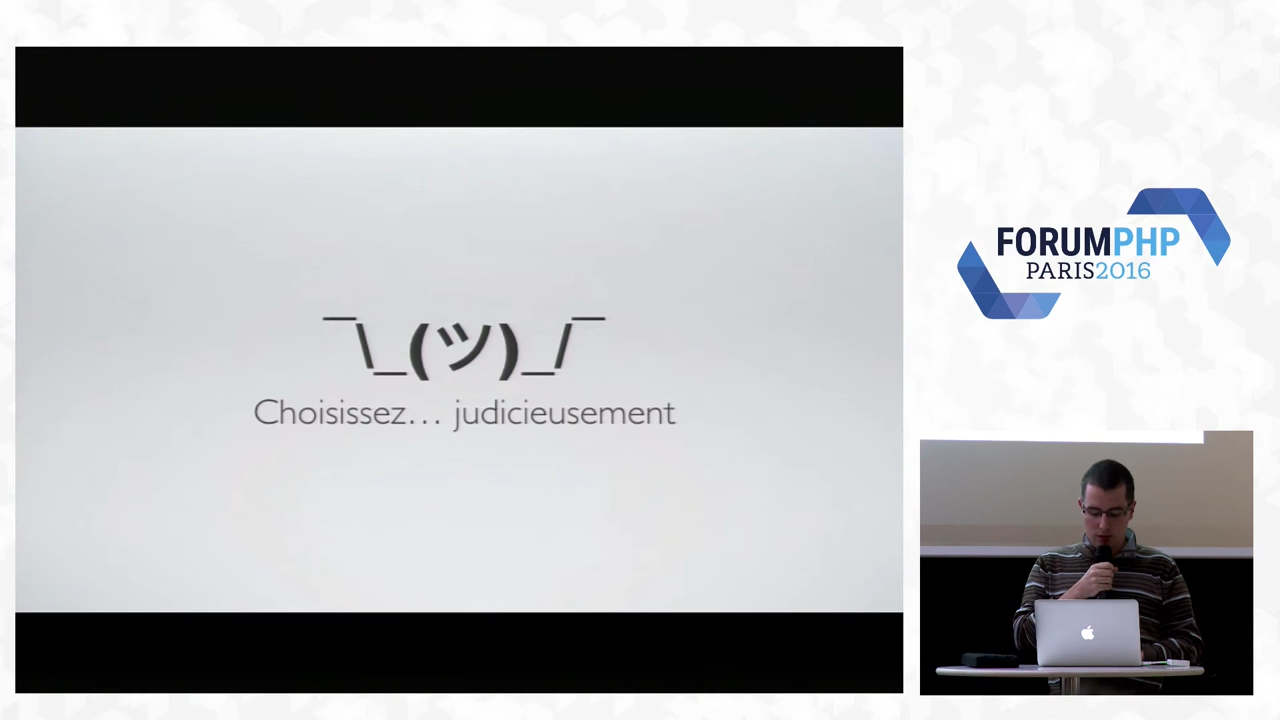 ¯\_(ツ)_/¯
Choisissez… judicieusement
FORUMPHP
PARIS2016